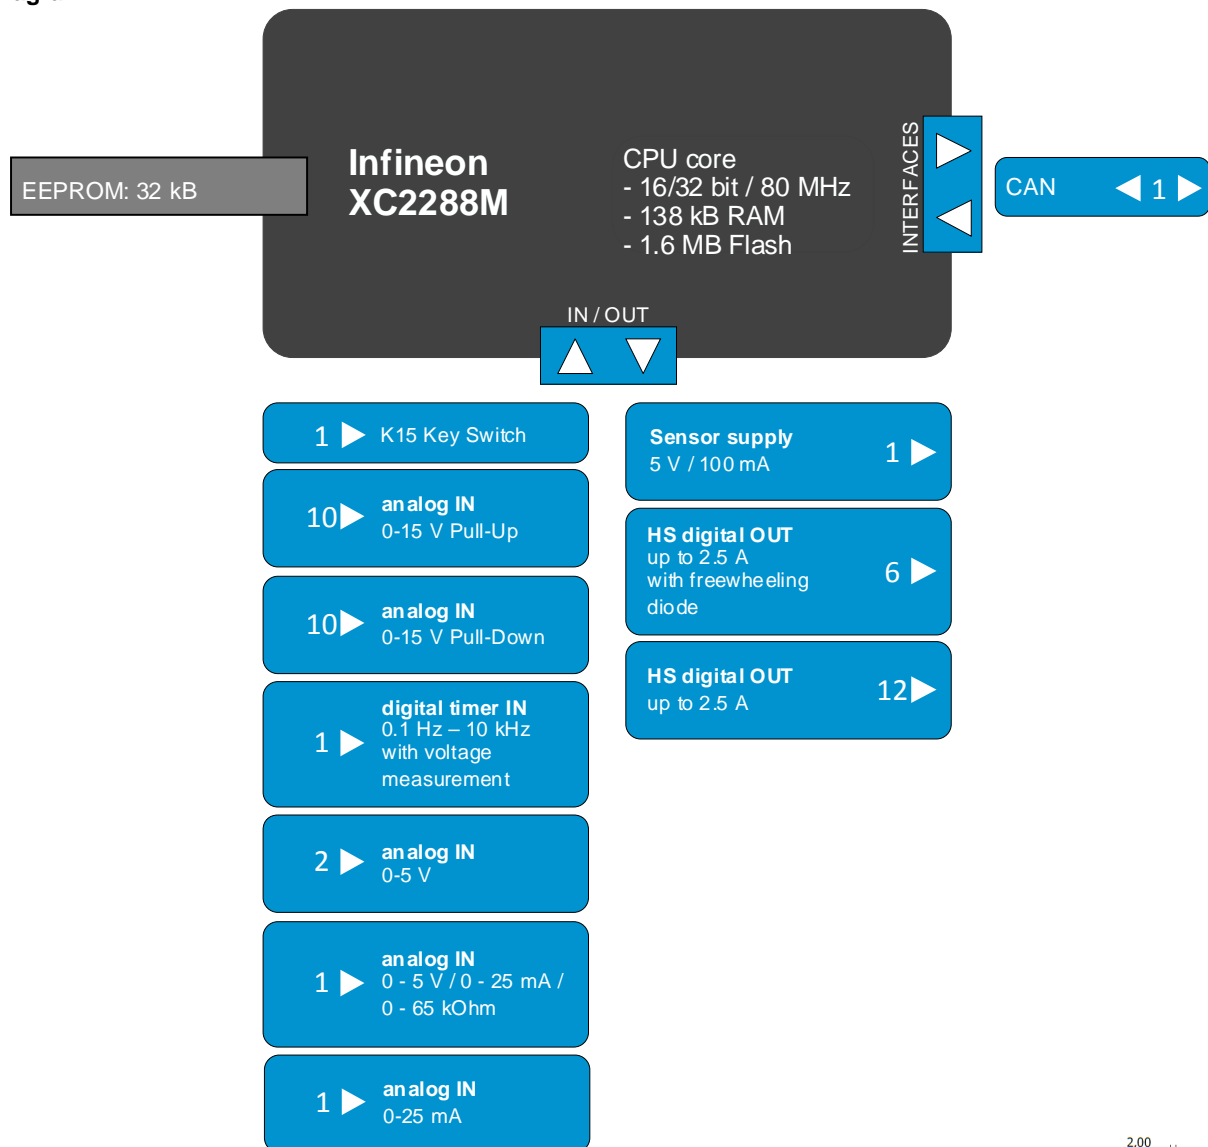 EEPROM: 32 kB
Infineon
XC2288M
CPU core
- 16/32 bit / 80 MHz
- 138 kB RAM
- 1.6 MB Flash
INTERFACES
CAN
1
IN / OUT
1
K15 Key Switch
10
analog IN
0-15 V Pull-Up
10
analog IN
0-15 V Pull-Down
1
digital timer IN
0.1 Hz – 10 kHz
with voltage
measurement
2
analog IN
0-5 V
1
analog IN
0 - 5 V / 0 - 25 mA /
0 - 65 kOhm
1
analog IN
0-25 mA
Sensor supply
5 V / 100 mA
1
HS digital OUT
up to 2.5 A
with freewheeling
diode
6
HS digital OUT
up to 2.5 A
12
2.00